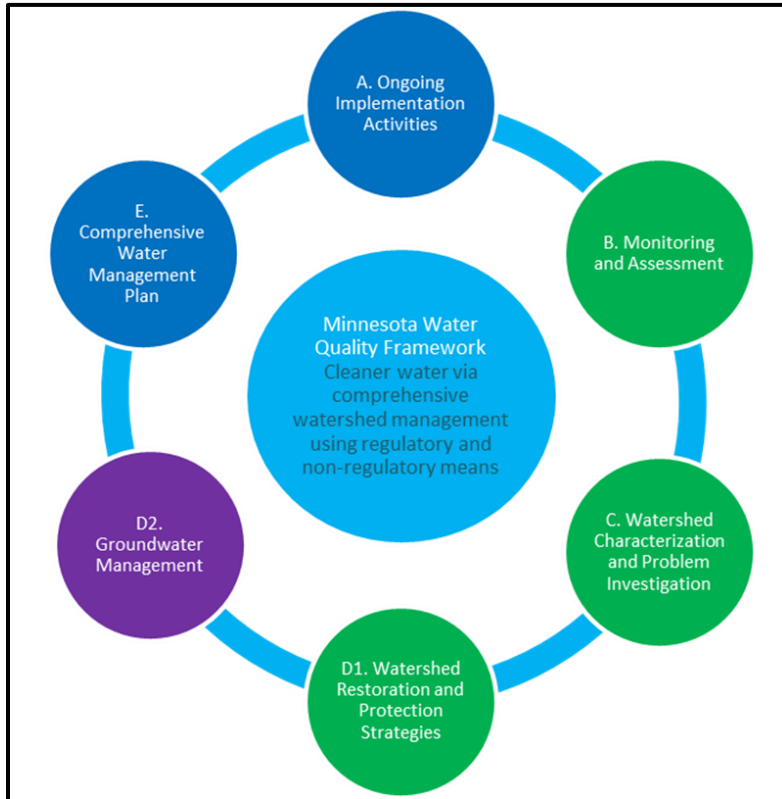 A. Ongoing
Implementation
Activities
B. Monitoring
and Assessment
C. Watershed
Characterization
and Problem
Investigation
D1. Watershed
Restoration and
Protection
Strategies
D2.
Groundwater
Management
E.
Comprehensive
Water
Management
Plan
Minnesota Water
Quality Framework
Cleaner water via
comprehensive
watershed management
using regulatory and
non-regulatory means